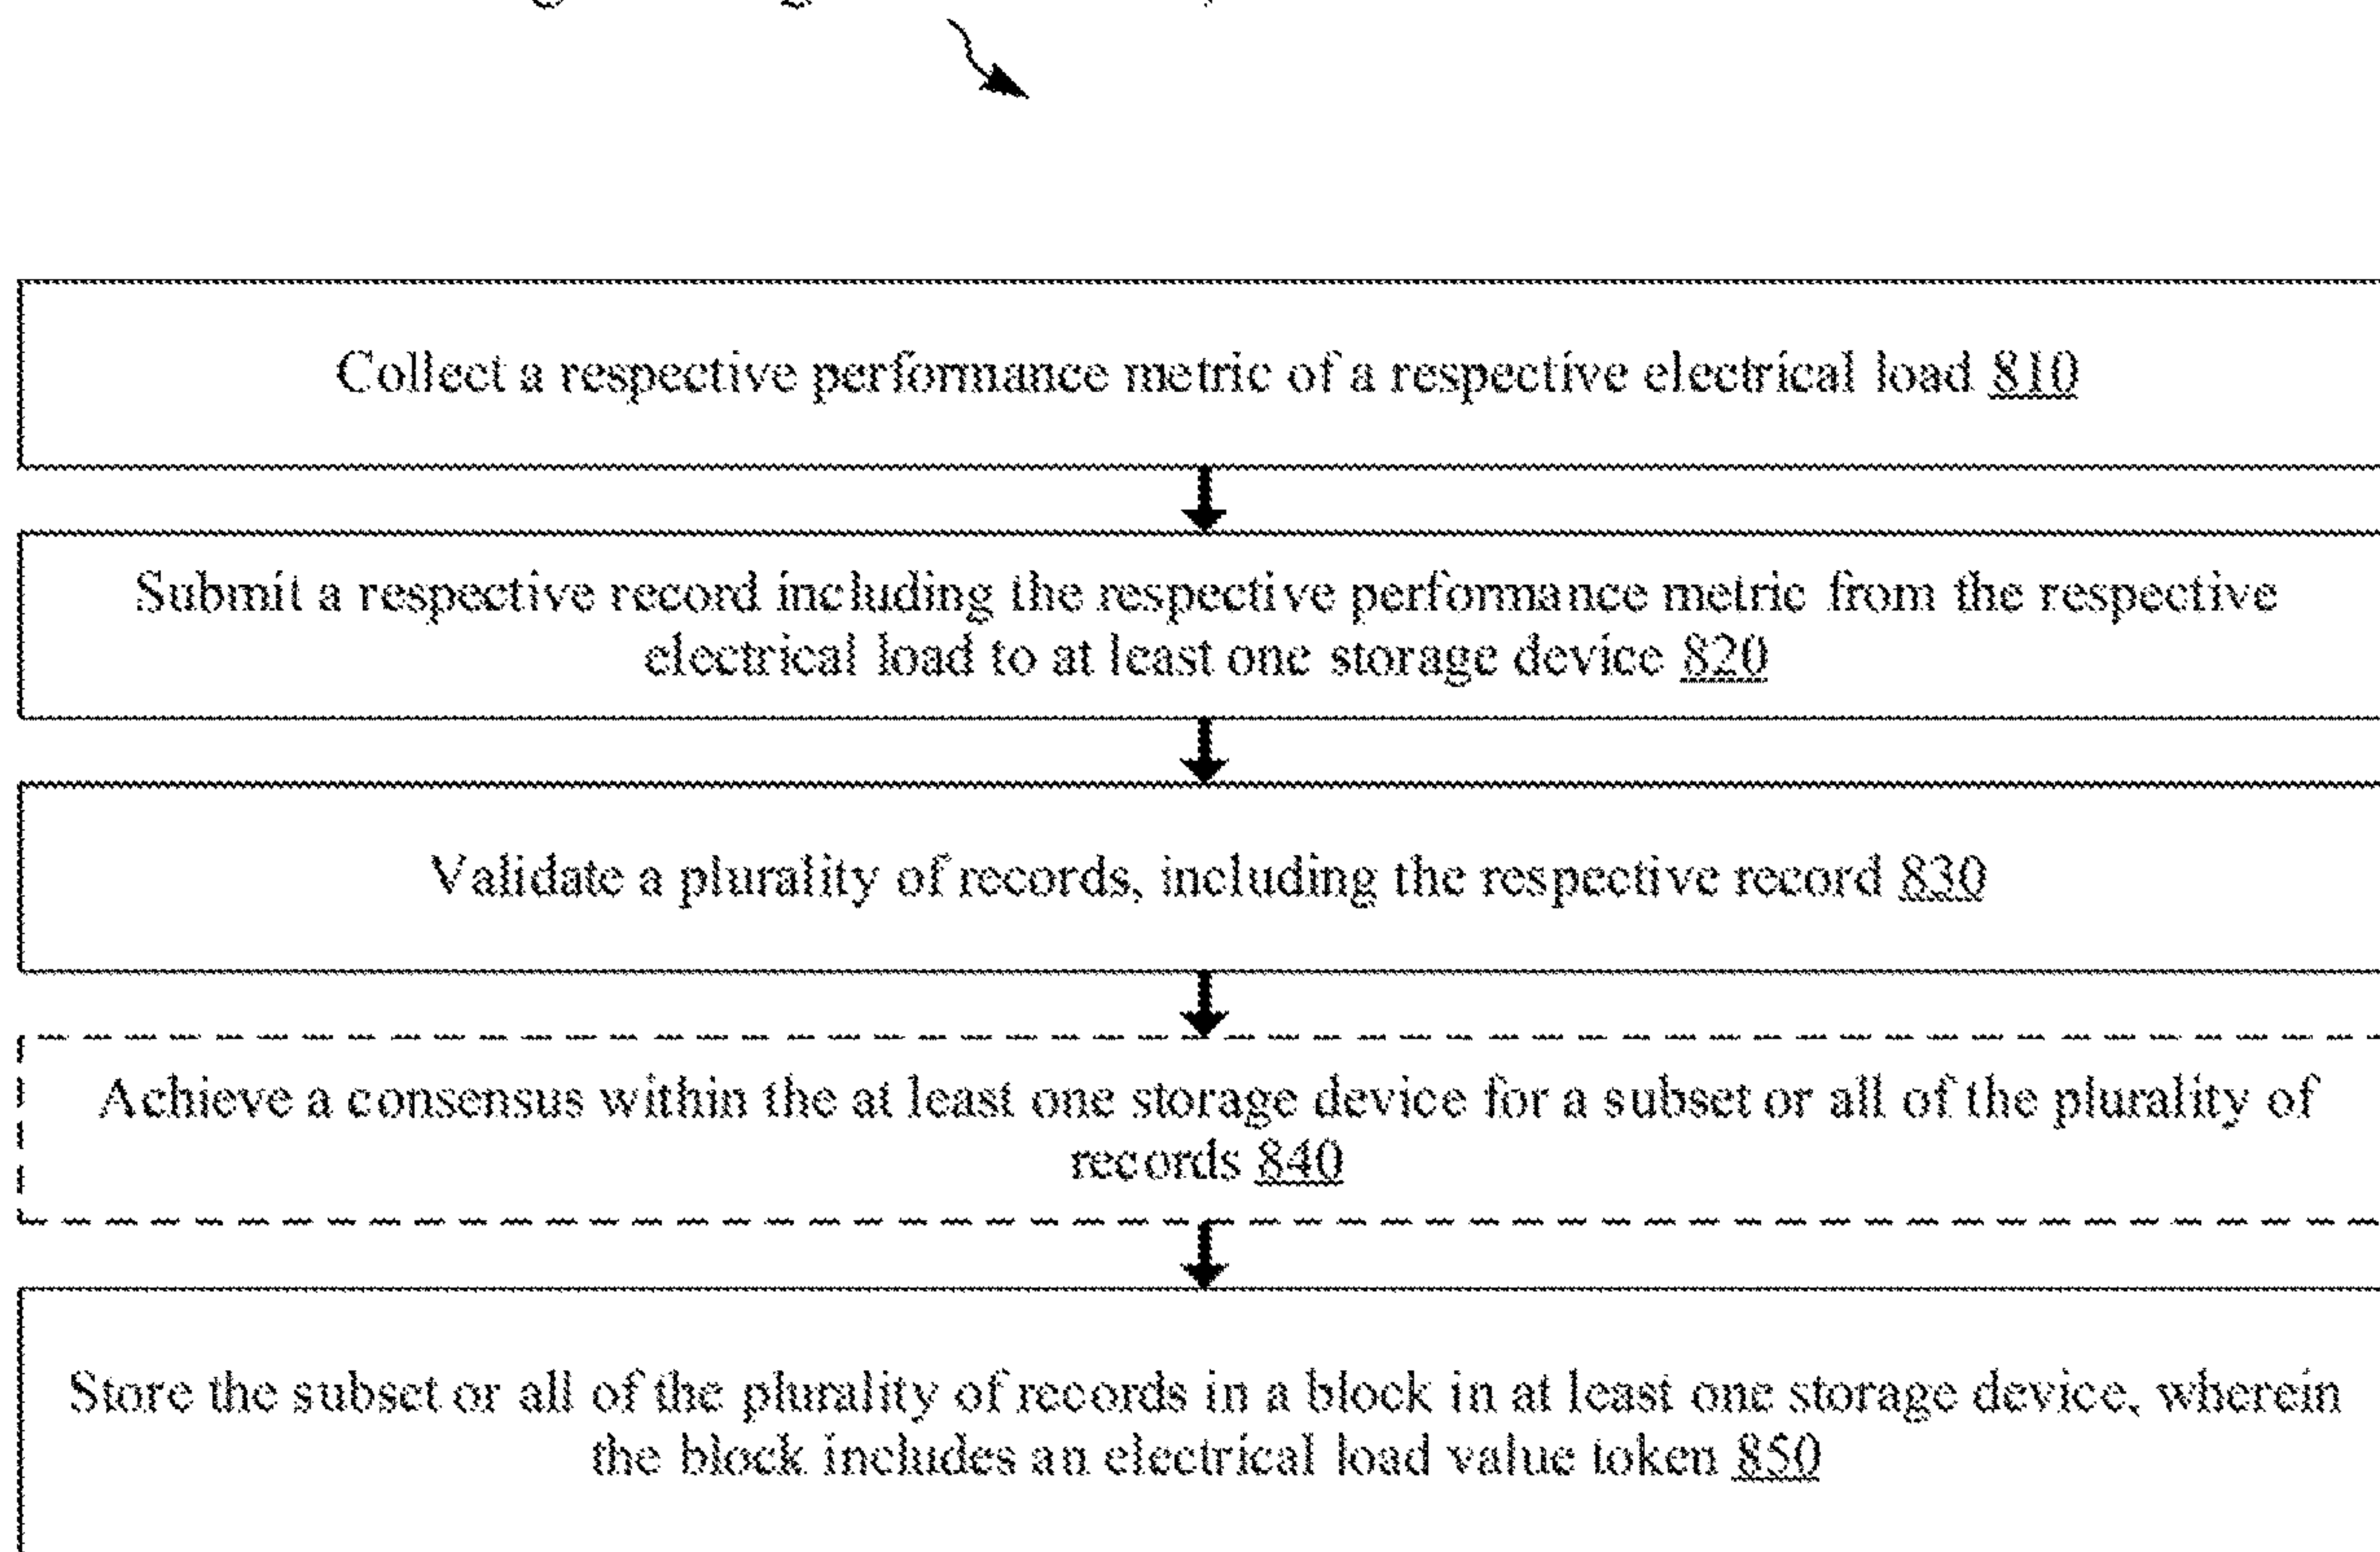 Collect a respective performance metric of a respective electrical load 810
Submit a respective record including the respective performance metric from the respective
electrical load to at least one storage device 820
Validate a plurality of records, including the respective record 830
Achieve a consensus within the at least one storage device for a subset or all of the plurality of
records 840
Store the subset or all of the plurality of records in a block in at least one storage device, wherein
the block includes an electrical load value token 850